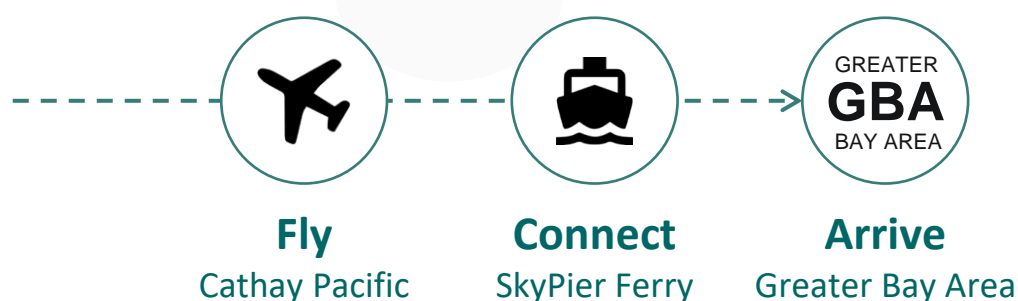 GREATER
GBA
BAY AREA
Fly
Connect
Arrive
Cathay Pacific
SkyPier Ferry
Greater Bay Area